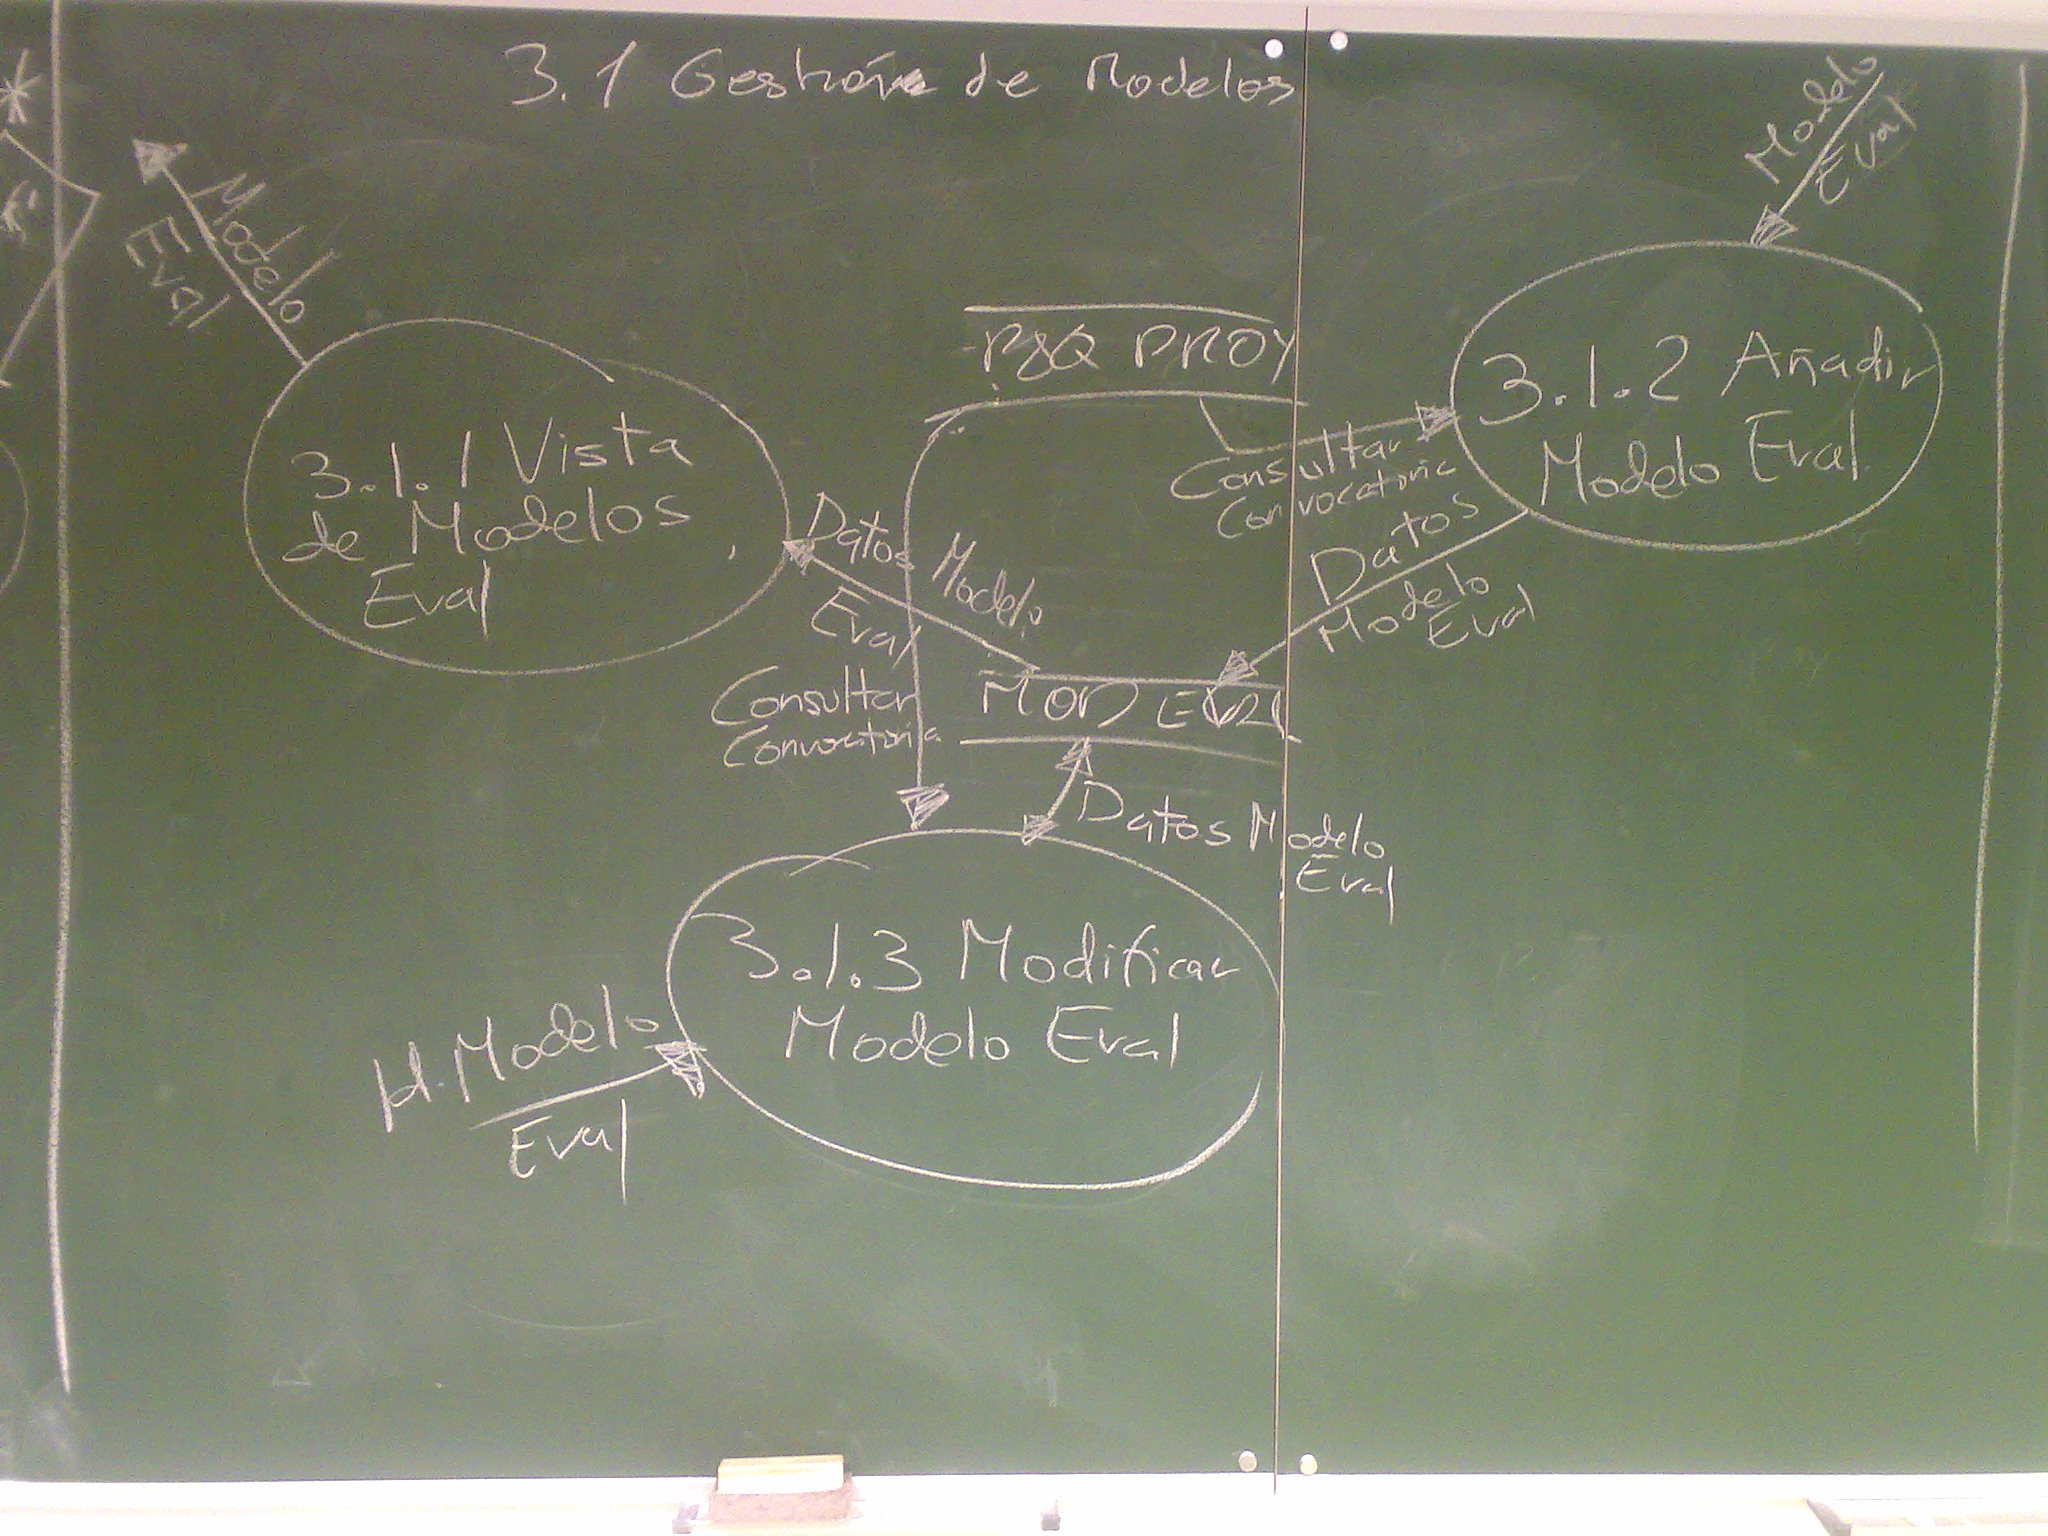 3.1 Gestión de Modelos
Modelo
Eval
Modelo
Eval
PROY
3.1.2 Añadir
Modelo Eval.
Consultar
Convocatoria
3.1.1 Vista
de Modelos
Eval
Datos Modelo
Eval
Datos
Modelo
Eval
Consultar
Convocatoria
MOD EVAL
Datos Modelo
Eval
3.1.3 Modificar
Modelo Eval
Id.Modelo
Eval